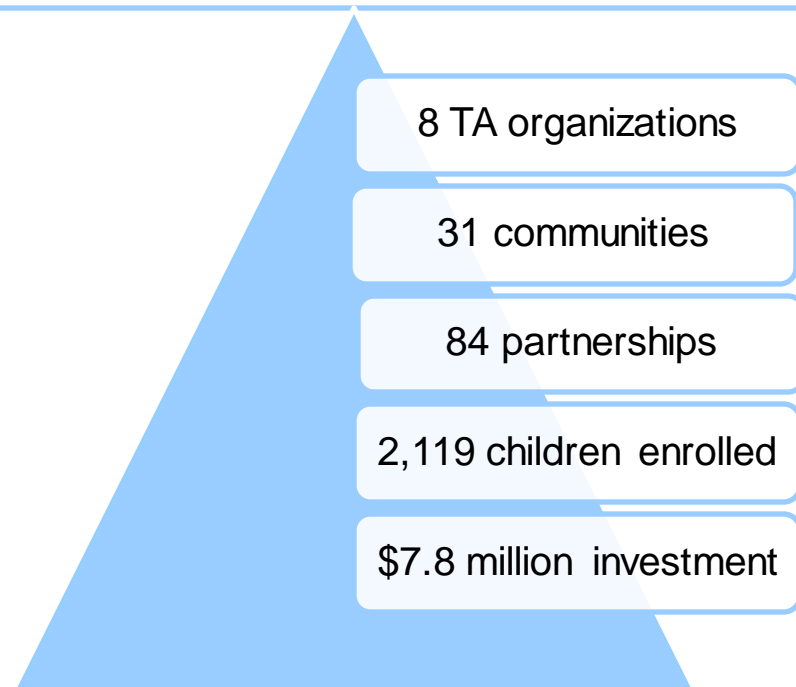 8 TA organizations
31 communities
84 partnerships
2,119 children enrolled
$7.8 million investment